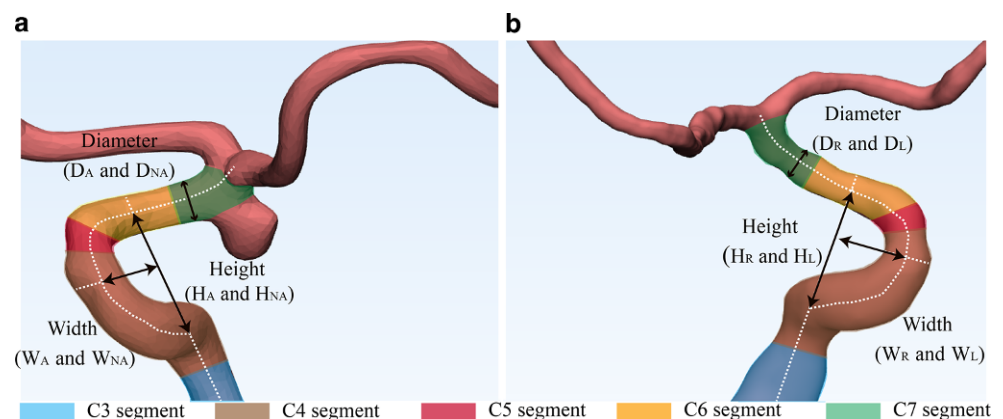 a
Diameter
(DA and DNA)
Height
(HA and HNA)
Width
(WA and WNA)
b
Diameter
(DR and DL)
Height
(HR and HL)
Width
(WR and WL)
C3 segment C4 segment C5 segment C6 segment C7 segment